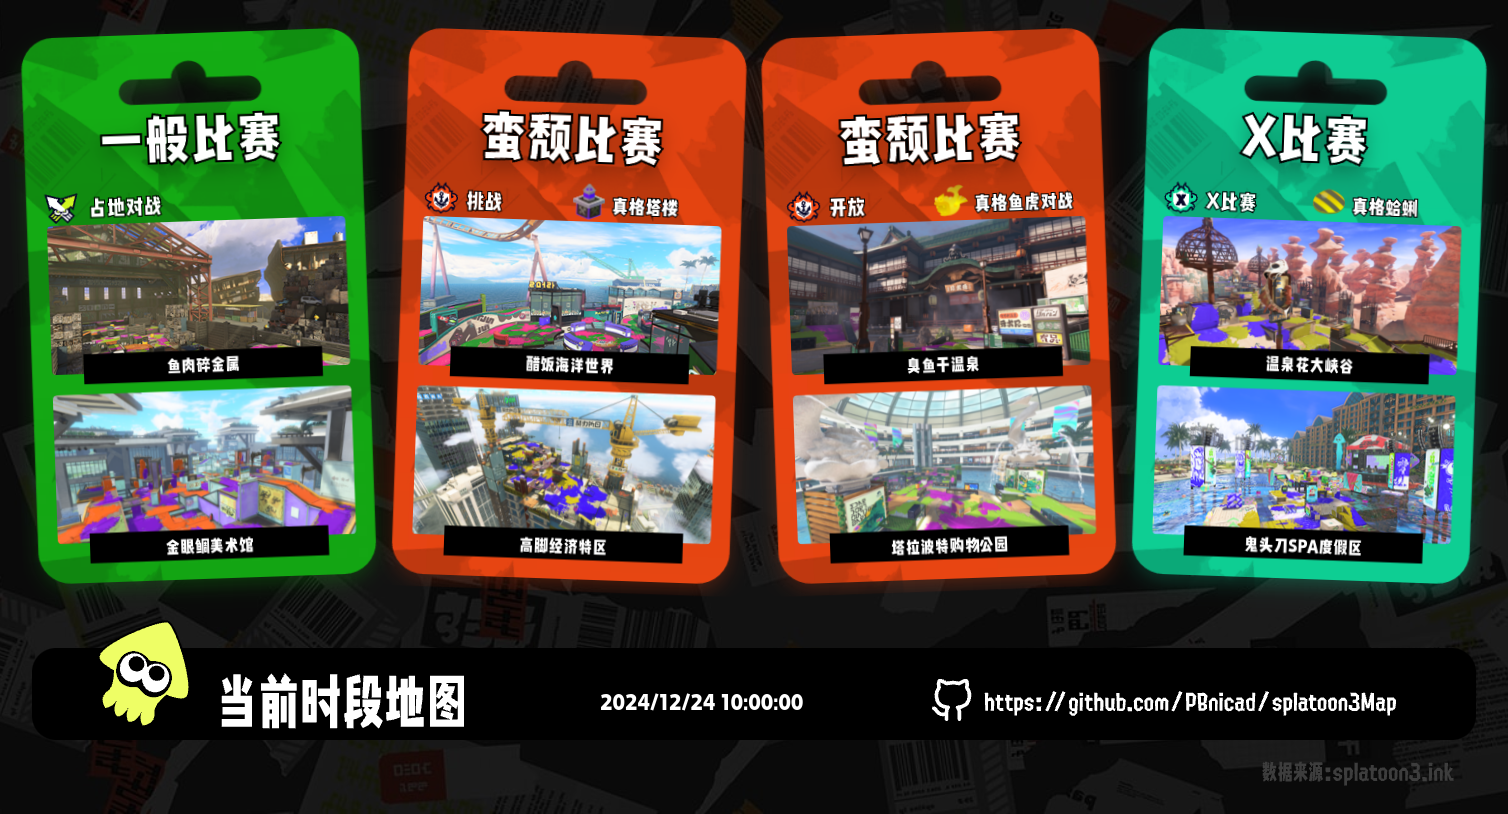 一般比赛
占地对战
鱼肉碎金属
金眼鲷美术馆
蛮颓比赛
挑战
真格塔楼
醋饭海洋世界
高脚经济特区
蛮颓比赛
开放
真格鱼虎对战
臭鱼干温泉
塔拉波特购物公园
X比赛
X比赛
真格蛤蜊
温泉花大峡谷
鬼头刀SPA度假区
当前时段地图
2024/12/24 10:00:00
https://github.com/PBnicad/splatoon3Map
数据来源:splatoon3.ink